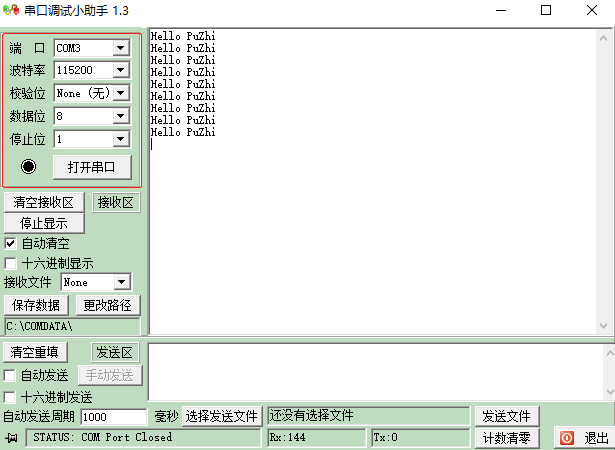 串口调试小助手 1.3
端 口 COM3
波特率 115200
校验位 None (无)
数据位 8
停止位 1
打开串口
清空接收区 接收区
停止显示
自动清空
十六进制显示
接收文件 None
保存数据 更改路径
C:\COMDATA\
Hello PuZhi
Hello PuZhi
Hello PuZhi
Hello PuZhi
Hello PuZhi
Hello PuZhi
Hello PuZhi
Hello PuZhi
Hello PuZhi
清空重填 发送区
自动发送 手动发送
十六进制发送
自动发送周期 1000 毫秒 选择发送文件 还没有选择文件 发送文件
STATUS: COM Port Closed Rx:144 Tx:0 计数清零 退出